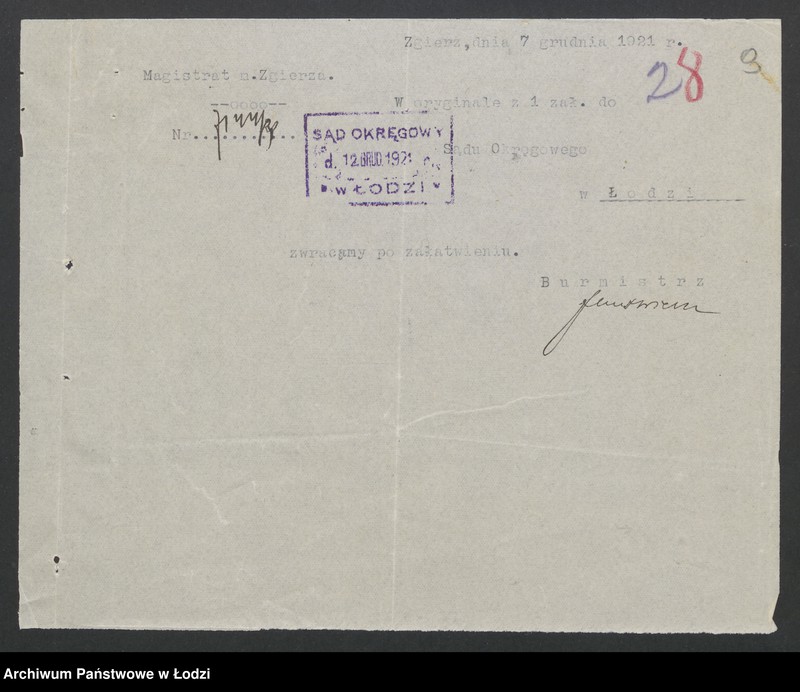 Zgierz,dnia 7 grudnia 1921 r.
28
9
Magistrat m.Zgierza.
--oooo--
W oryginale z 1 zał. do
Nr...........
SĄD OKRĘGOWY
d. 12 GRUD. 1921 r.
w ŁODZI
Sądu Okręgowego
w Łodzi
zwracamy po załatwieniu.
Burmistrz
Archiwum Państwowe w Łodzi